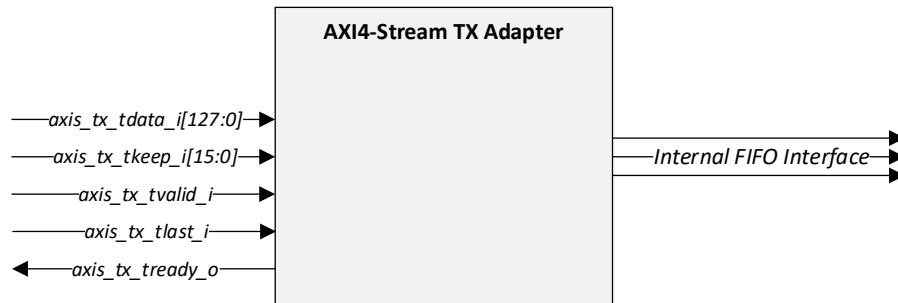 AXI4-Stream TX Adapter
axis_tx_tdata_i[127:0]
axis_tx_tkeep_i[15:0]
axis_tx_tvalid_i
axis_tx_tlast_i
axis_tx_tready_o
Internal FIFO Interface